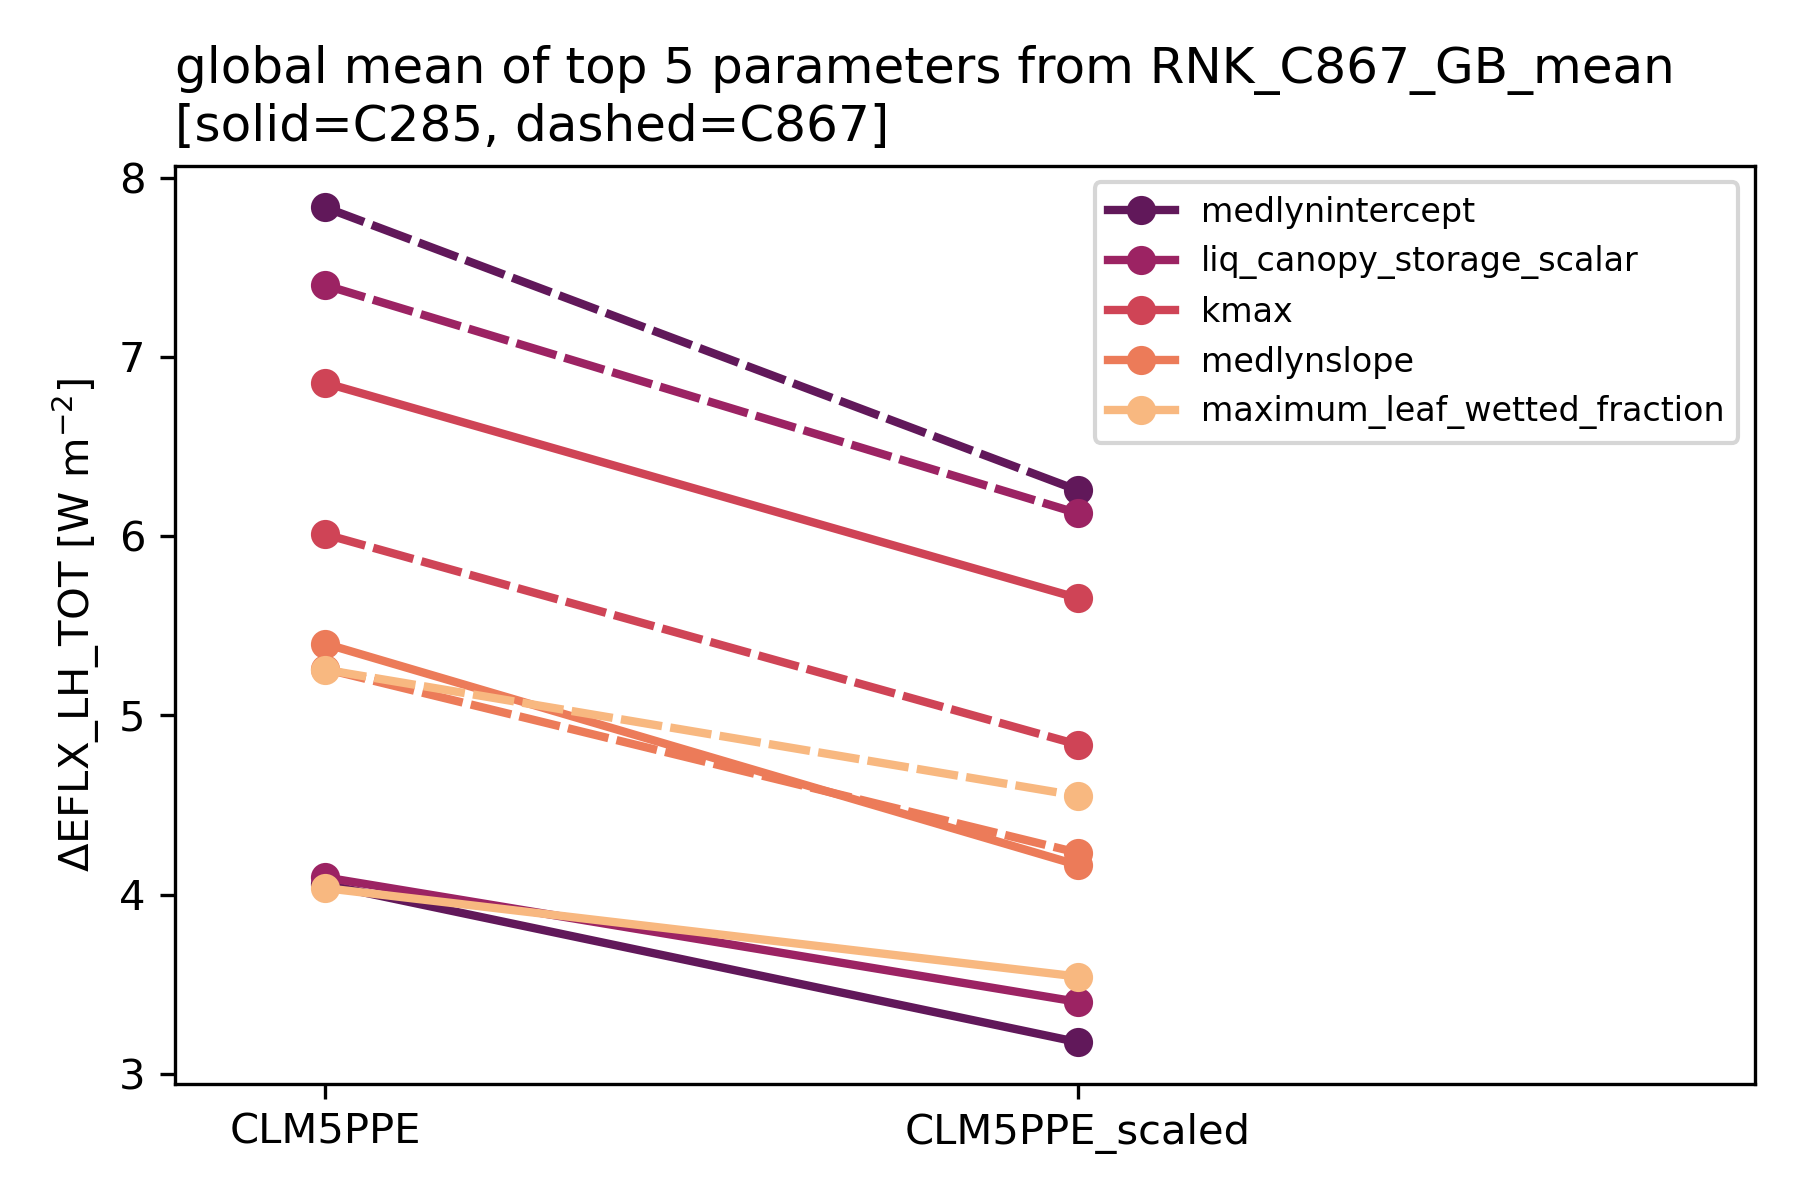 global mean of top 5 parameters from RNK_C867_GB_mean
[solid=C285, dashed=C867]
8
7
6
5
4
3
ΔEFLX_LH_TOT [W m⁻²]
medlynintercept
liq_canopy_storage_scalar
kmax
medlynslope
maximum_leaf_wetted_fraction
CLM5PPE
CLM5PPE_scaled